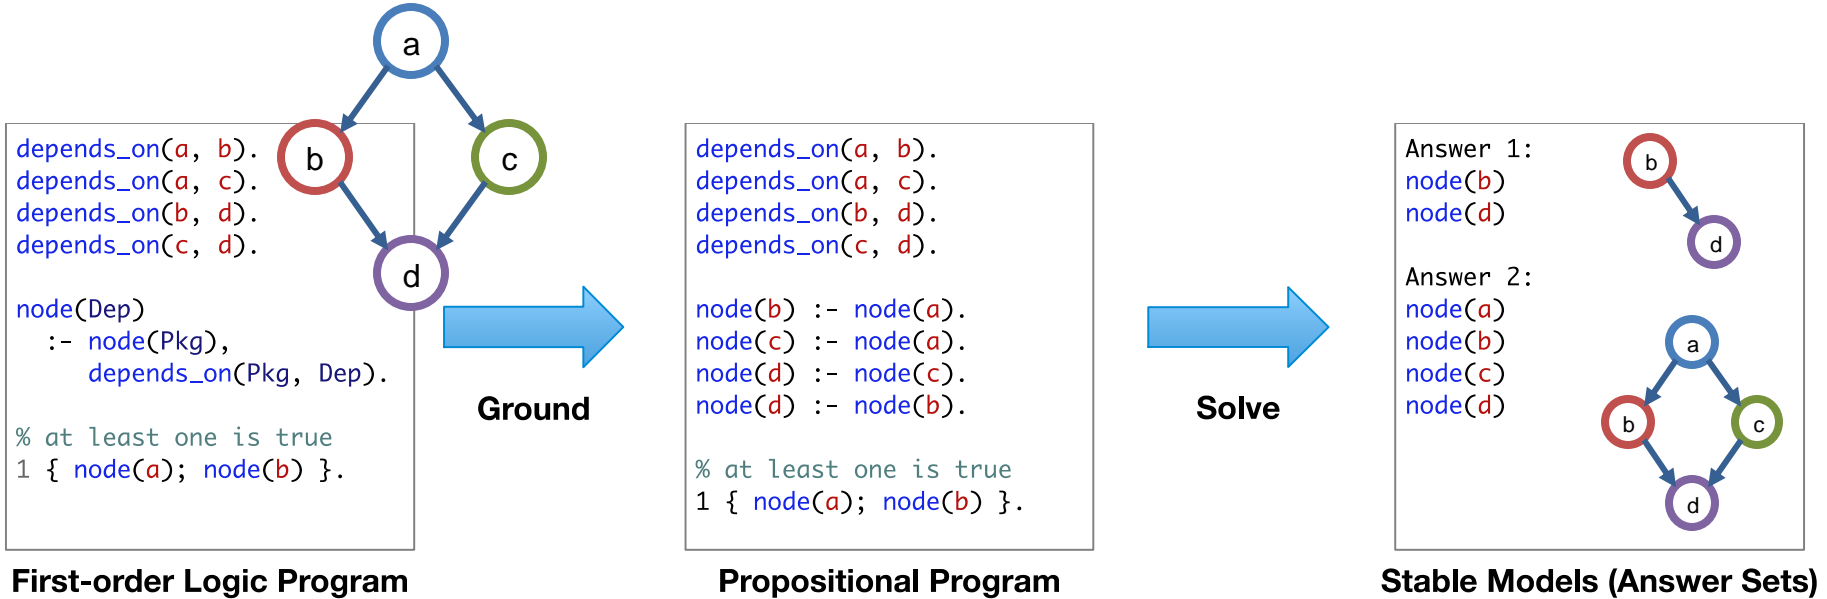 a
b
c
d
depends_on(a, b).
depends_on(a, c).
depends_on(b, d).
depends_on(c, d).
node(Dep)
:- node(Pkg),
depends_on(Pkg, Dep).
% at least one is true
1 { node(a); node(b) }.
First-order Logic Program
Ground
depends_on(a, b).
depends_on(a, c).
depends_on(b, d).
depends_on(c, d).
node(b) :- node(a).
node(c) :- node(a).
node(d) :- node(c).
node(d) :- node(b).
% at least one is true
1 { node(a); node(b) }.
Propositional Program
Solve
Answer 1:
node(b)
node(d)
b
d
Answer 2:
node(a)
node(b)
node(c)
node(d)
a
b
c
d
Stable Models (Answer Sets)